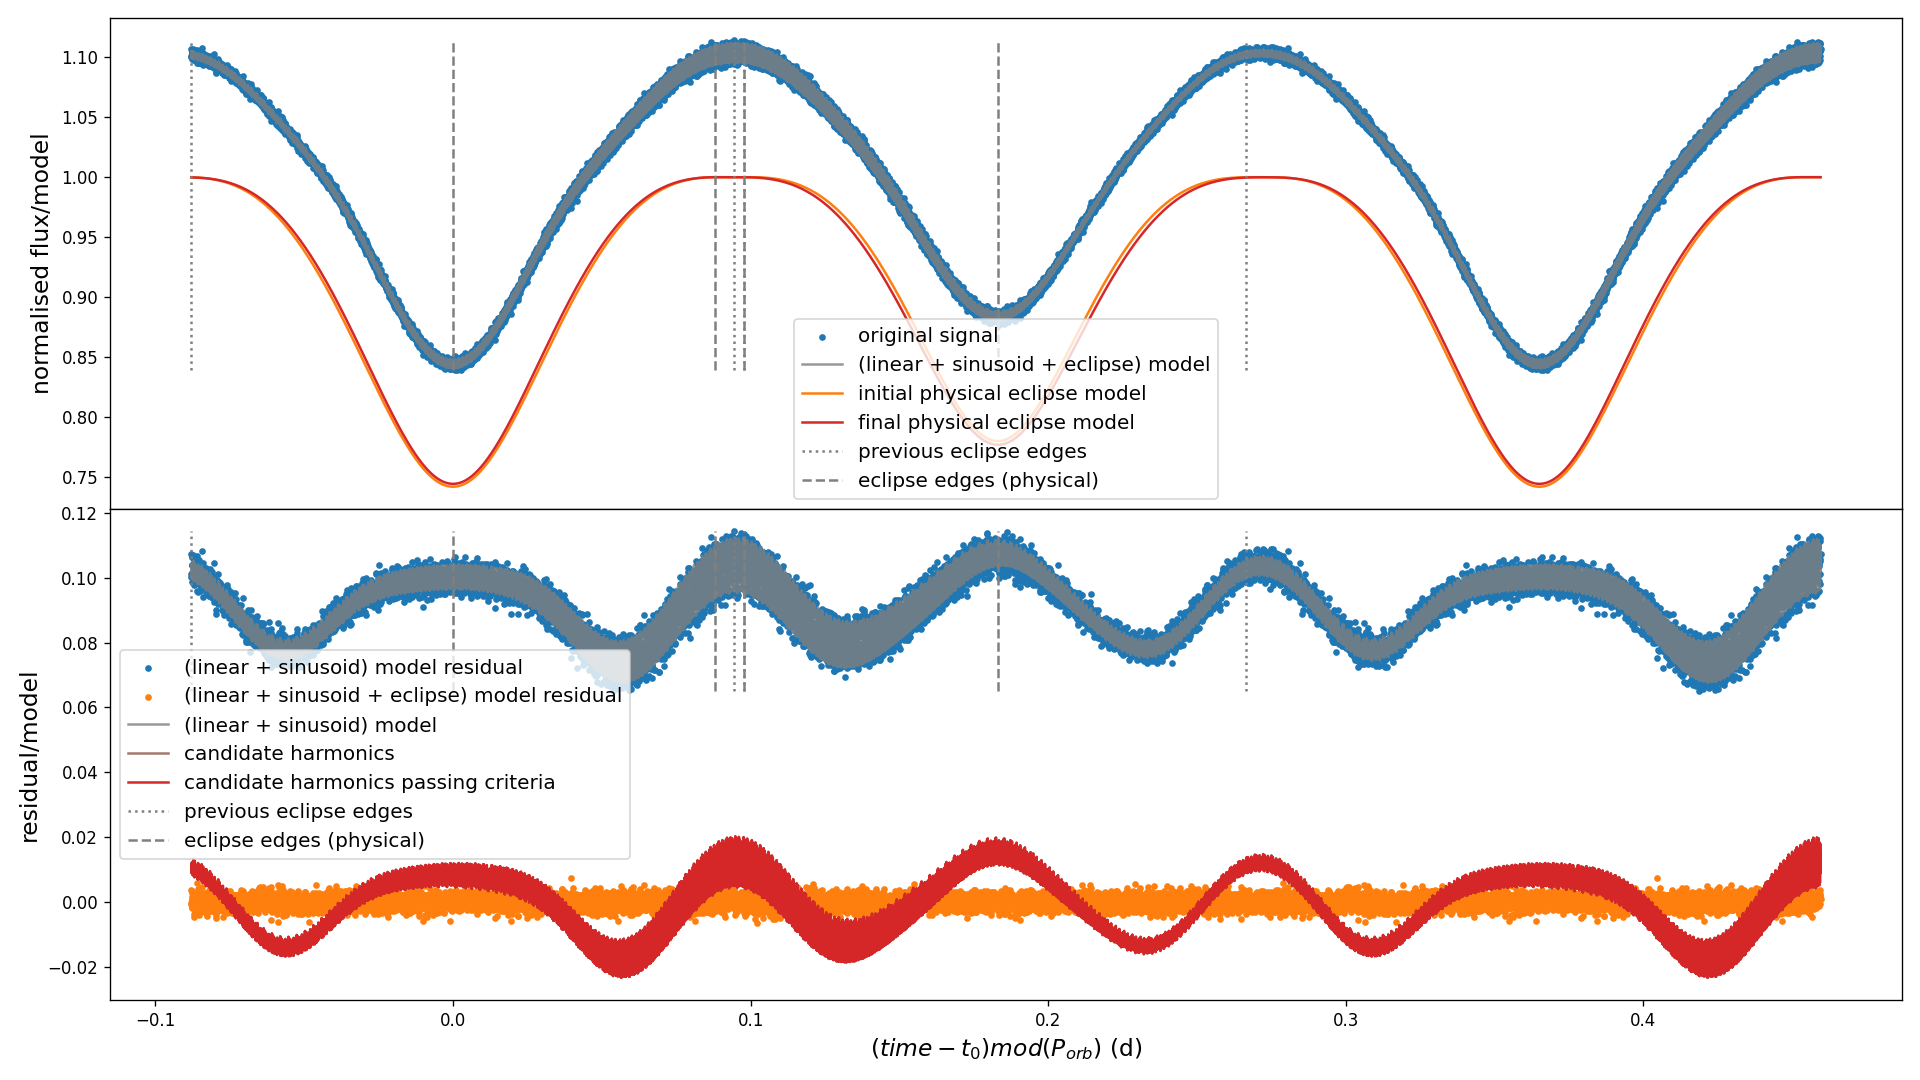 1.10
1.05
1.00
0.95
0.90
0.85
0.80
0.75
normalised flux/model
original signal
(linear + sinusoid + eclipse) model
initial physical eclipse model
final physical eclipse model
previous eclipse edges
eclipse edges (physical)
0.12
0.10
0.08
0.06
0.04
0.02
0.00
−0.02
residual/model
(linear + sinusoid) model residual
(linear + sinusoid + eclipse) model residual
(linear + sinusoid) model
candidate harmonics
candidate harmonics passing criteria
previous eclipse edges
eclipse edges (physical)
−0.1 0.0 0.1 0.2 0.3 0.4
(time − t₀)mod(P_orb) (d)